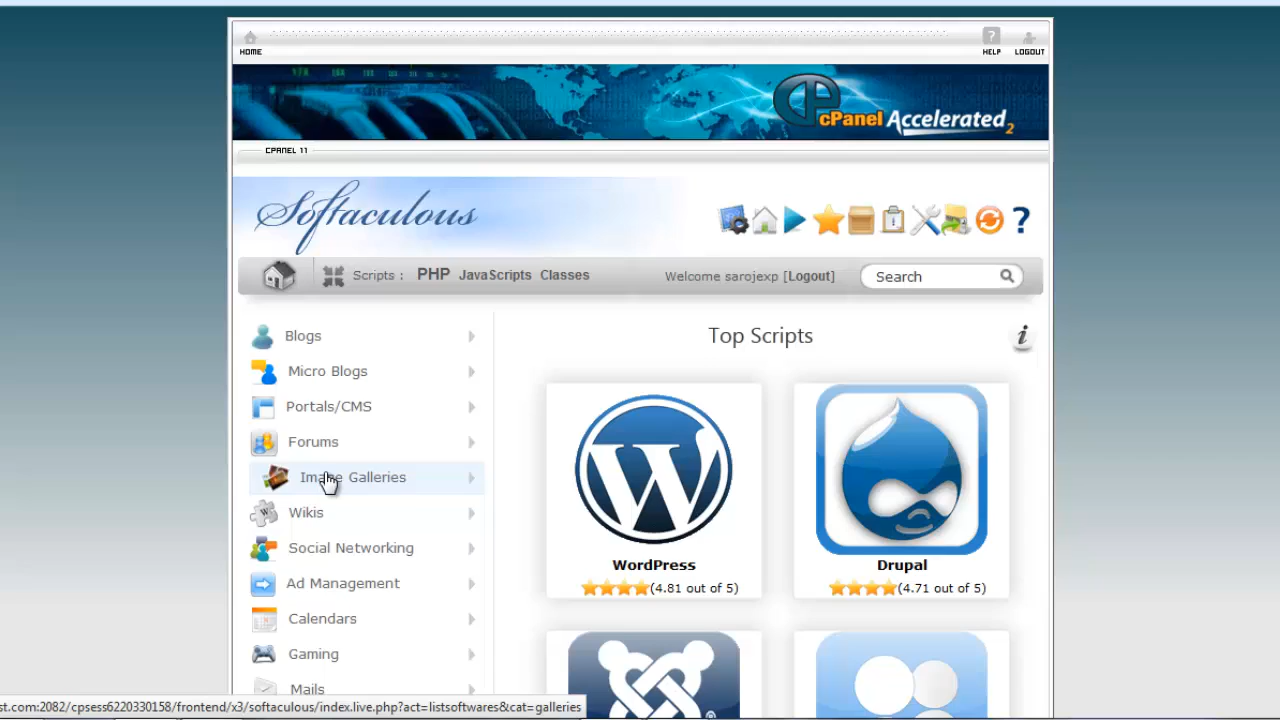 HOME
?
HELP
LOGOUT
cP
cPanel Accelerated 2
CPANEL 11
Softaculous
?
Scripts : PHP JavaScripts Classes
Welcome sarojexp [Logout]
Search
Blogs
Top Scripts
i
Micro Blogs
Portals/CMS
Forums
Image Galleries
W
Wikis
Social Networking
Ad Management
Calendars
Gaming
Mails
W
WordPress
(4.81 out of 5)
Drupal
(4.71 out of 5)
st.com:2082/cpsess6220330158/frontend/x3/softaculous/index.live.php?act=listsoftwares&cat=galleries